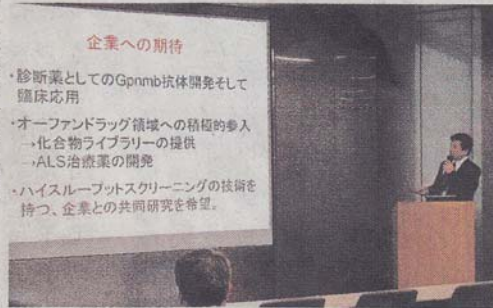 企業への期待
・診断薬としてのGpnmb抗体開発そして
臨床応用
・オーファンドラッグ領域への積極的参入
→化合物ライブラリーの提供
→ALS治療薬の開発
・ハイスループットスクリーニングの技術を
持つ、企業との共同研究を希望。